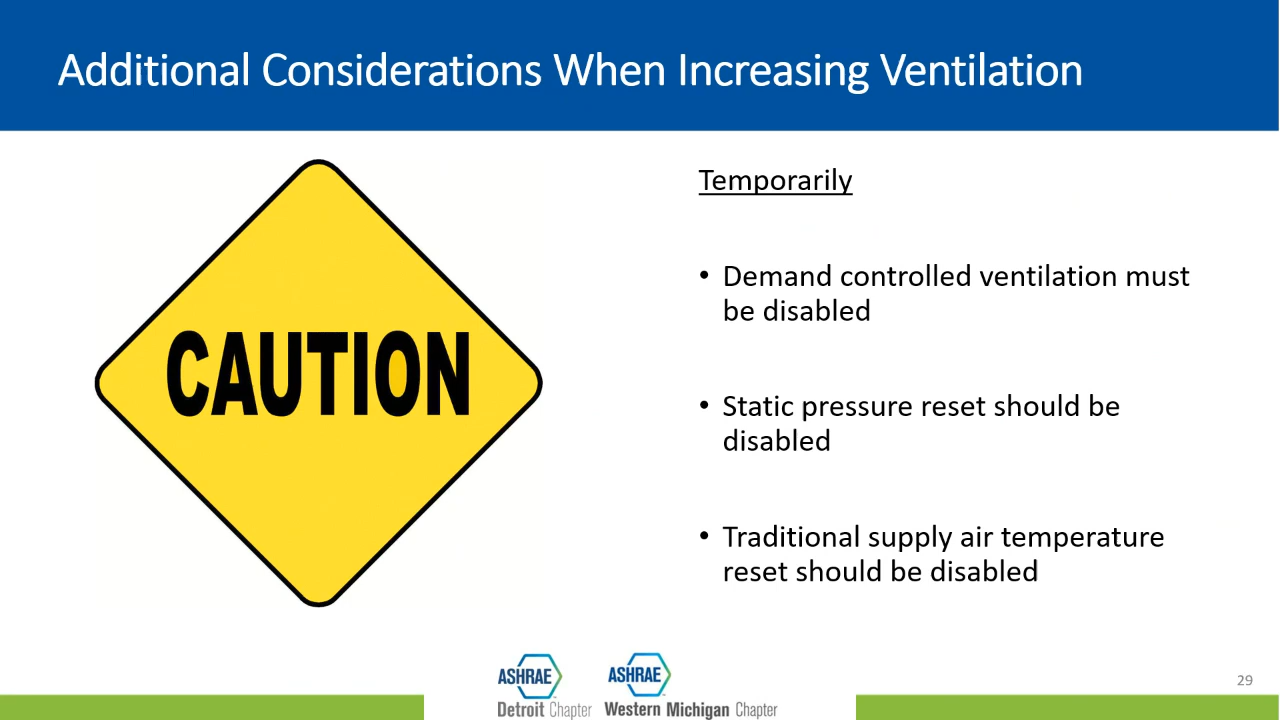 Additional Considerations When Increasing Ventilation
CAUTION
Temporarily
• Demand controlled ventilation must
be disabled
• Static pressure reset should be
disabled
• Traditional supply air temperature
reset should be disabled
ASHRAE
Detroit Chapter
ASHRAE
Western Michigan Chapter
29